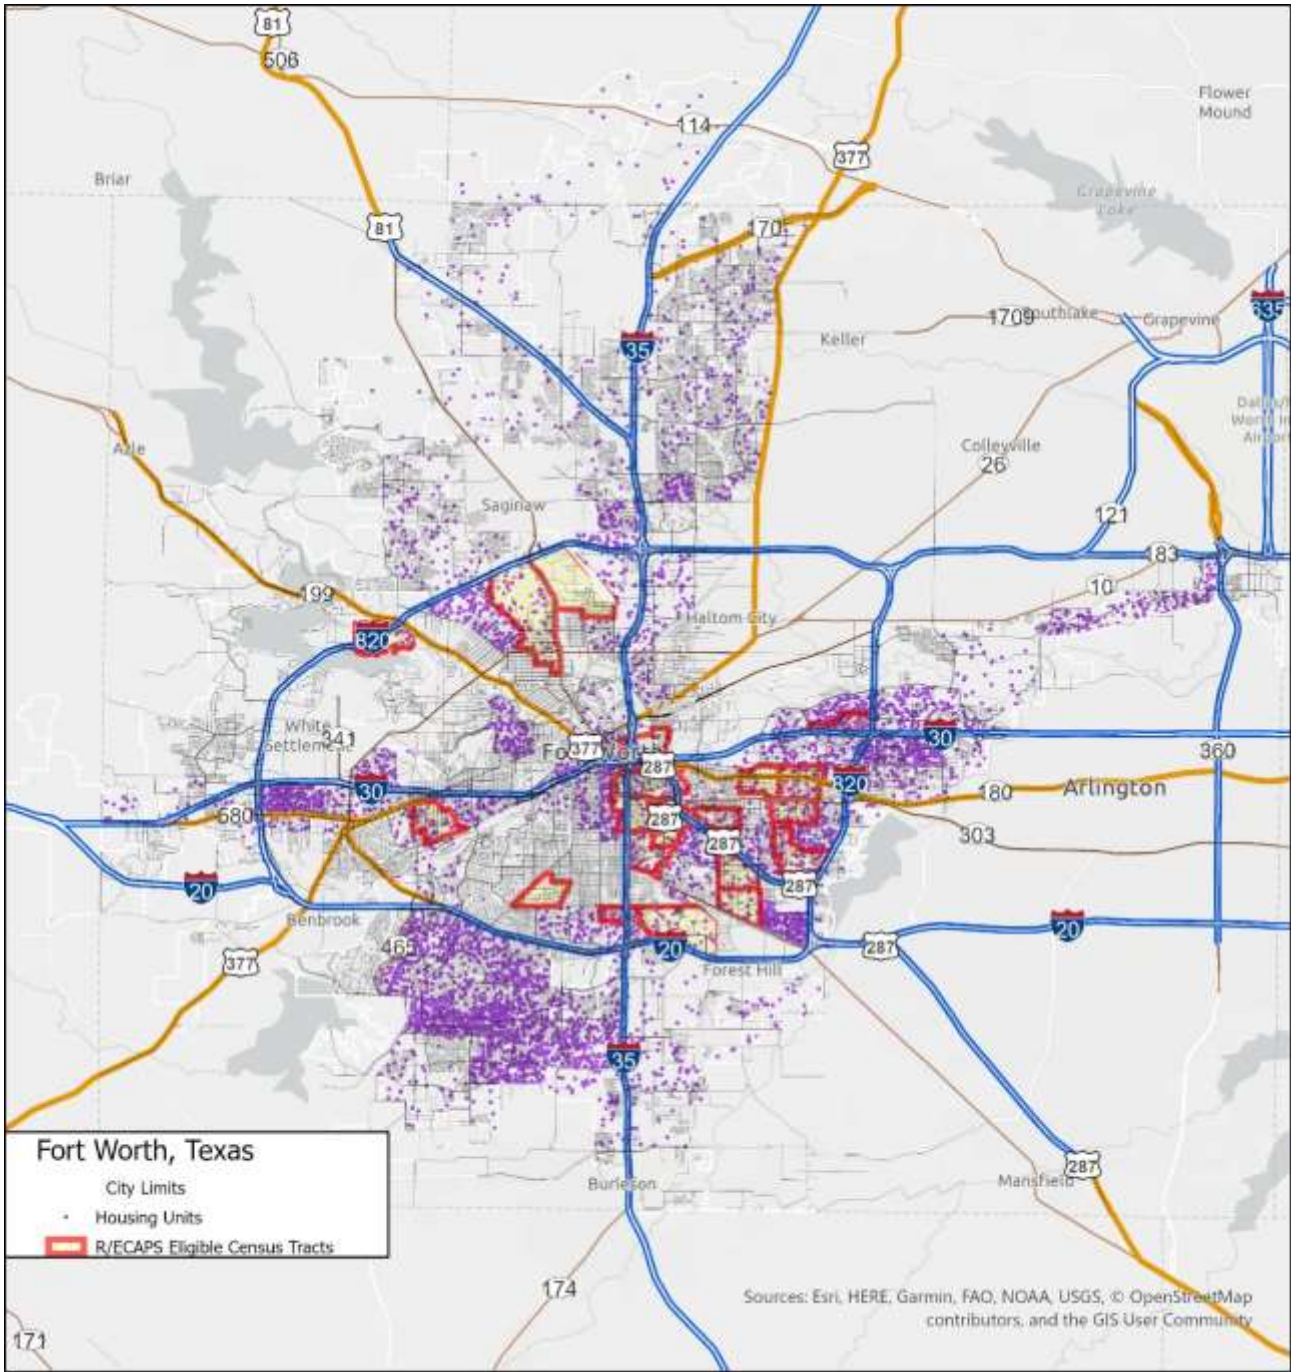 81
506
Flower
Mound
114
377
Briar
Grapevine
Lake
81
170
35
1709
Southlake
Grapevine
635
Keller
Azle
Colleyville
26
Saginaw
121
183
10
199
Haltom City
820
White
Settlement
341
377
Fort Worth
287
30
30
360
820
180
Arlington
580
287
287
303
20
287
Benbrook
465
20
287
20
377
Forest Hill
35
Fort Worth, Texas
City Limits
Housing Units
R/ECAPS Eligible Census Tracts
Burleson
Mansfield
287
174
Sources: Esri, HERE, Garmin, FAO, NOAA, USGS, © OpenStreetMap
contributors, and the GIS User Community
171